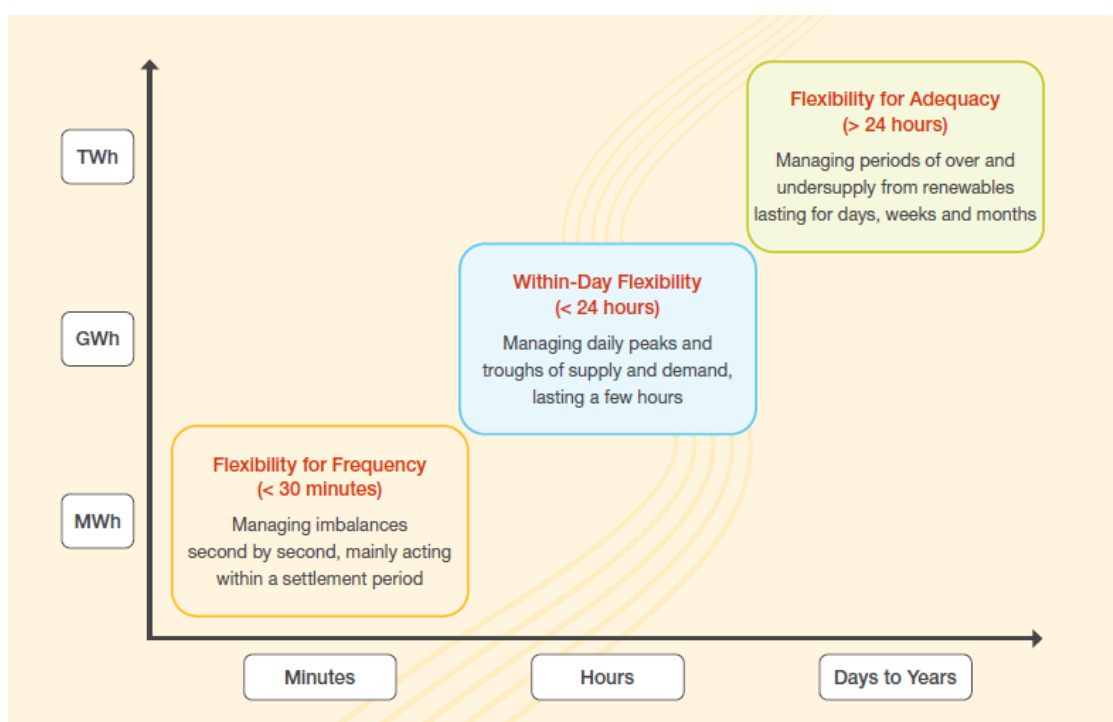 TWh
Flexibility for Adequacy
(> 24 hours)
Managing periods of over and
undersupply from renewables
lasting for days, weeks and months
GWh
Within-Day Flexibility
(< 24 hours)
Managing daily peaks and
troughs of supply and demand,
lasting a few hours
MWh
Flexibility for Frequency
(< 30 minutes)
Managing imbalances
second by second, mainly acting
within a settlement period
Minutes
Hours
Days to Years